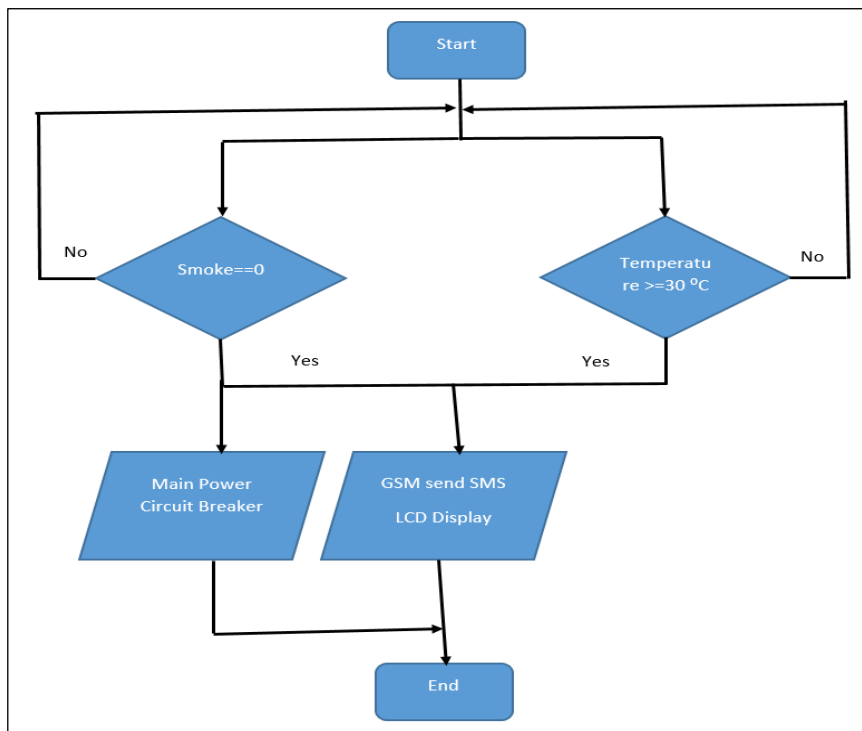 Start
No
Smoke==0
Temperatu
re >=30 ⁰C
No
Yes
Yes
Main Power
Circuit Breaker
GSM send SMS
LCD Display
End